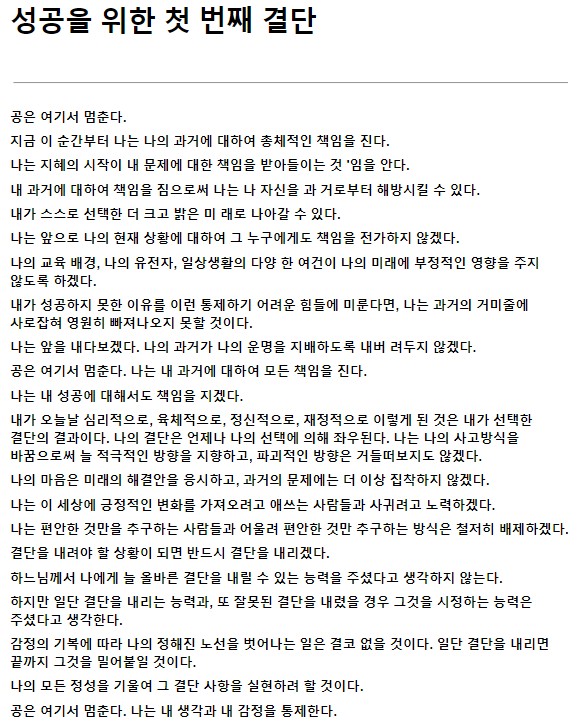 성공을 위한 첫 번째 결단
공은 여기서 멈춘다.
지금 이 순간부터 나는 나의 과거에 대하여 총체적인 책임을 진다.
나는 지혜의 시작이 내 문제에 대한 책임을 받아들이는 것 '임을 안다.
내 과거에 대하여 책임을 짐으로써 나는 나 자신을 과 거로부터 해방시킬 수 있다.
내가 스스로 선택한 더 크고 밝은 미 래로 나아갈 수 있다.
나는 앞으로 나의 현재 상황에 대하여 그 누구에게도 책임을 전가하지 않겠다.
나의 교육 배경, 나의 유전자, 일상생활의 다양 한 여건이 나의 미래에 부정적인 영향을 주지
않도록 하겠다.
내가 성공하지 못한 이유를 이런 통제하기 어려운 힘들에 미룬다면, 나는 과거의 거미줄에
사로잡혀 영원히 빠져나오지 못할 것이다.
나는 앞을 내다보겠다. 나의 과거가 나의 운명을 지배하도록 내버 려두지 않겠다.
공은 여기서 멈춘다. 나는 내 과거에 대하여 모든 책임을 진다.
나는 내 성공에 대해서도 책임을 지겠다.
내가 오늘날 심리적으로, 육체적으로, 정신적으로, 재정적으로 이렇게 된 것은 내가 선택한
결단의 결과이다. 나의 결단은 언제나 나의 선택에 의해 좌우된다. 나는 나의 사고방식을
바꿈으로써 늘 적극적인 방향을 지향하고, 파괴적인 방향은 거들떠보지도 않겠다.
나의 마음은 미래의 해결안을 응시하고, 과거의 문제에는 더 이상 집착하지 않겠다.
나는 이 세상에 긍정적인 변화를 가져오려고 애쓰는 사람들과 사귀려고 노력하겠다.
나는 편안한 것만을 추구하는 사람들과 어울려 편안한 것만 추구하는 방식은 철저히 배제하겠다.
결단을 내려야 할 상황이 되면 반드시 결단을 내리겠다.
하느님께서 나에게 늘 올바른 결단을 내릴 수 있는 능력을 주셨다고 생각하지 않는다.
하지만 일단 결단을 내리는 능력과, 또 잘못된 결단을 내렸을 경우 그것을 시정하는 능력은
주셨다고 생각한다.
감정의 기복에 따라 나의 정해진 노선을 벗어나는 일은 결코 없을 것이다. 일단 결단을 내리면
끝까지 그것을 밀어붙일 것이다.
나의 모든 정성을 기울여 그 결단 사항을 실현하려 할 것이다.
공은 여기서 멈춘다. 나는 내 생각과 내 감정을 통제한다.